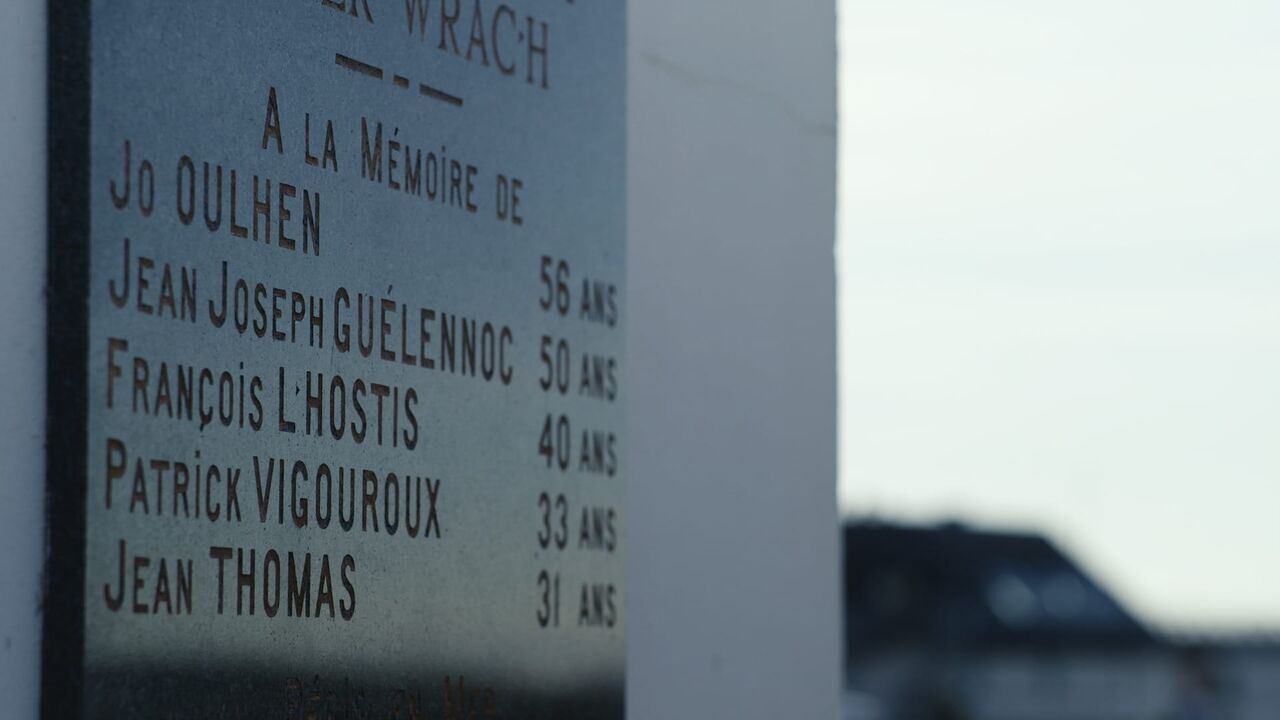 WRAC'H
A LA MÉMOIRE DE
JO OULHEN 56 ANS
JEAN JOSEPH GUÉLENNOC 50 ANS
FRANÇOIS L'HOSTIS 40 ANS
PATRICK VIGOUROUX 33 ANS
JEAN THOMAS 31 ANS